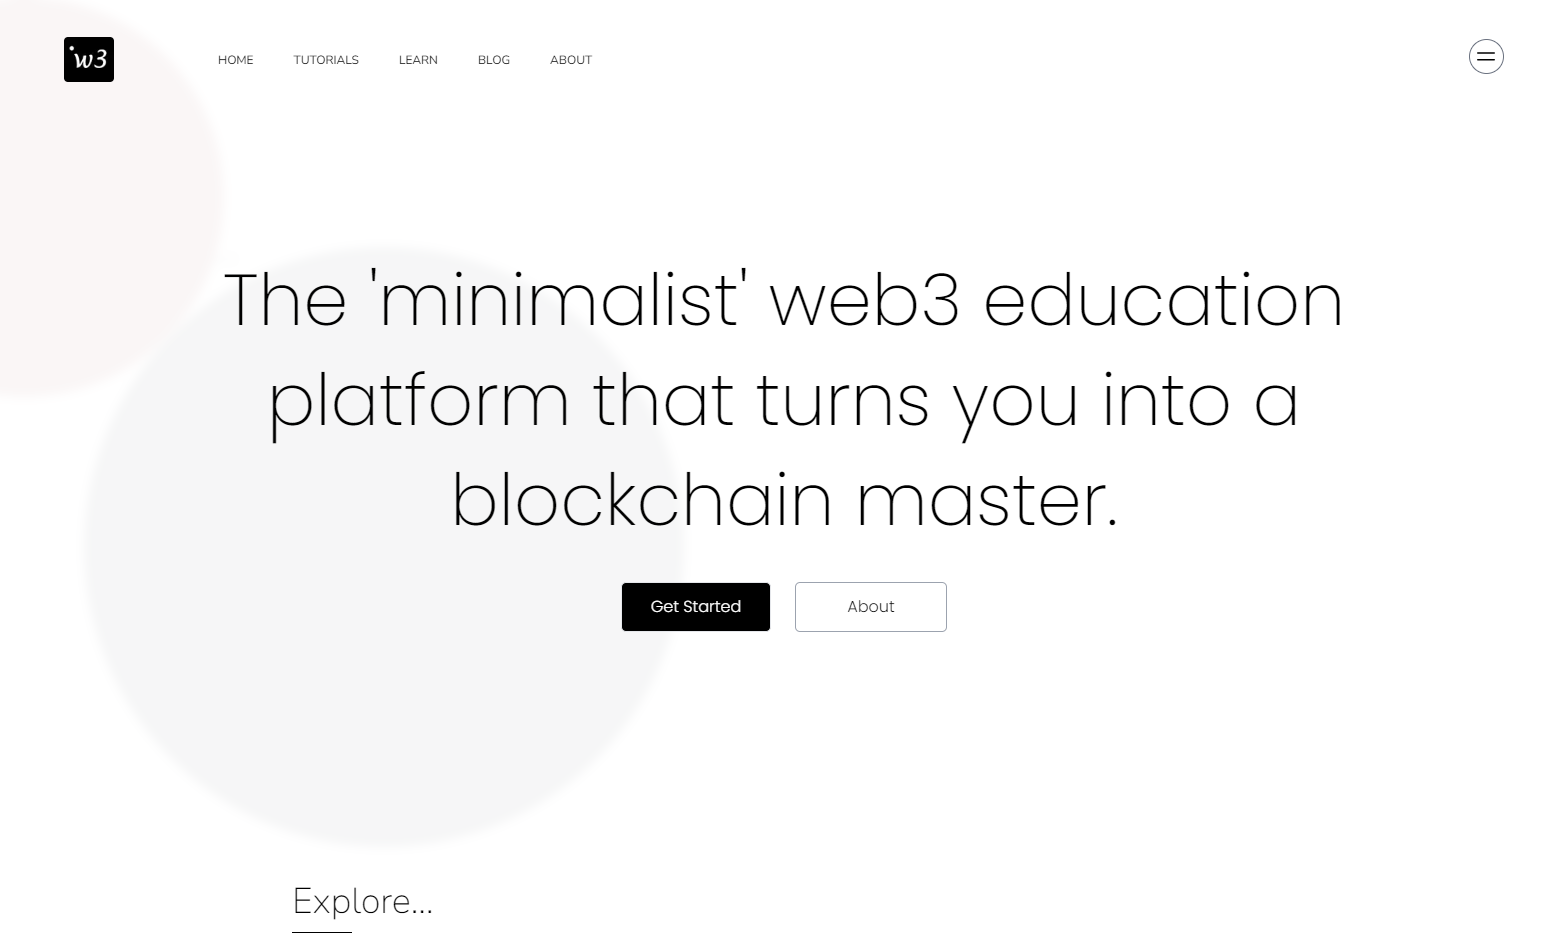 w3
HOME TUTORIALS LEARN BLOG ABOUT
The 'minimalist' web3 education
platform that turns you into a
blockchain master.
Get Started About
Explore...